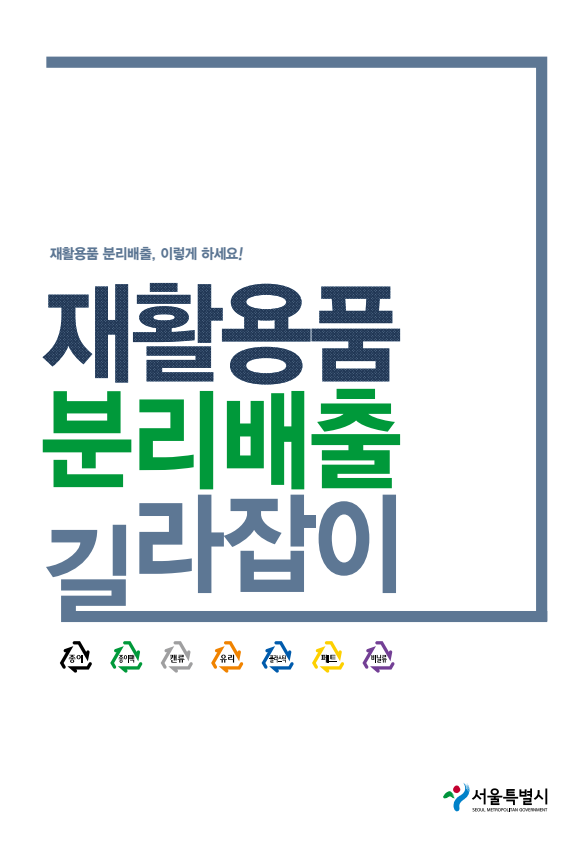 재활용품 분리배출, 이렇게 하세요!
재활용품
분리배출
길라잡이
종이 종이팩 캔류 유리 플라스틱 페트 비닐류
서울특별시
SEOUL METROPOLITAN GOVERNMENT